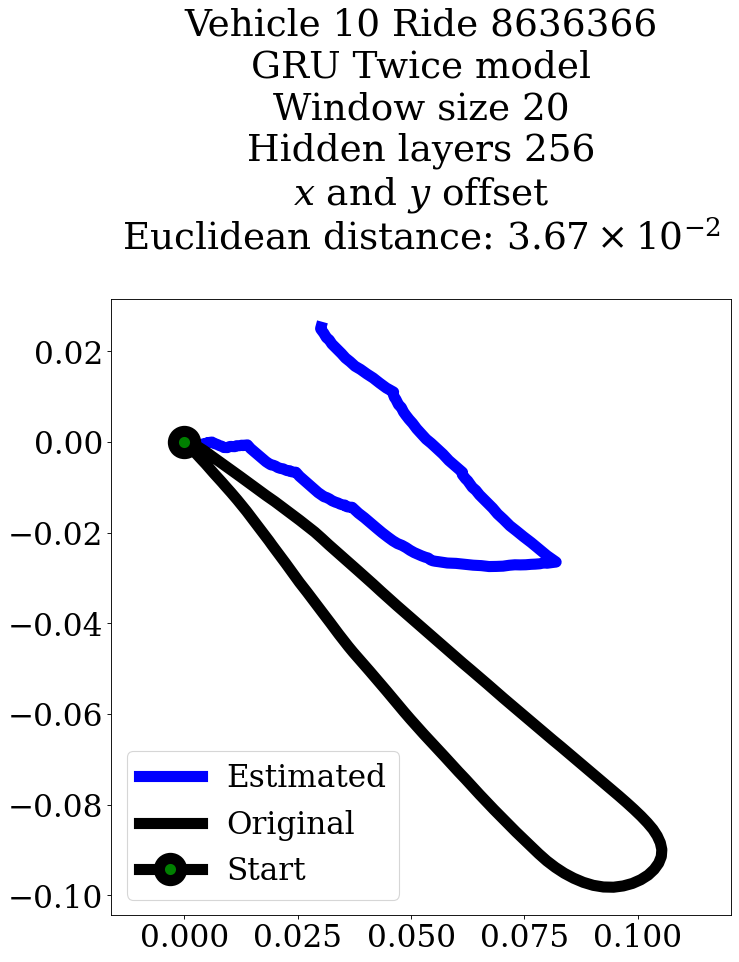 Vehicle 10 Ride 8636366
GRU Twice model
Window size 20
Hidden layers 256
x and y offset
Euclidean distance: 3.67 × 10⁻²
0.02
0.00
−0.02
−0.04
−0.06
−0.08
−0.10
Estimated
Original
Start
0.000 0.025 0.050 0.075 0.100